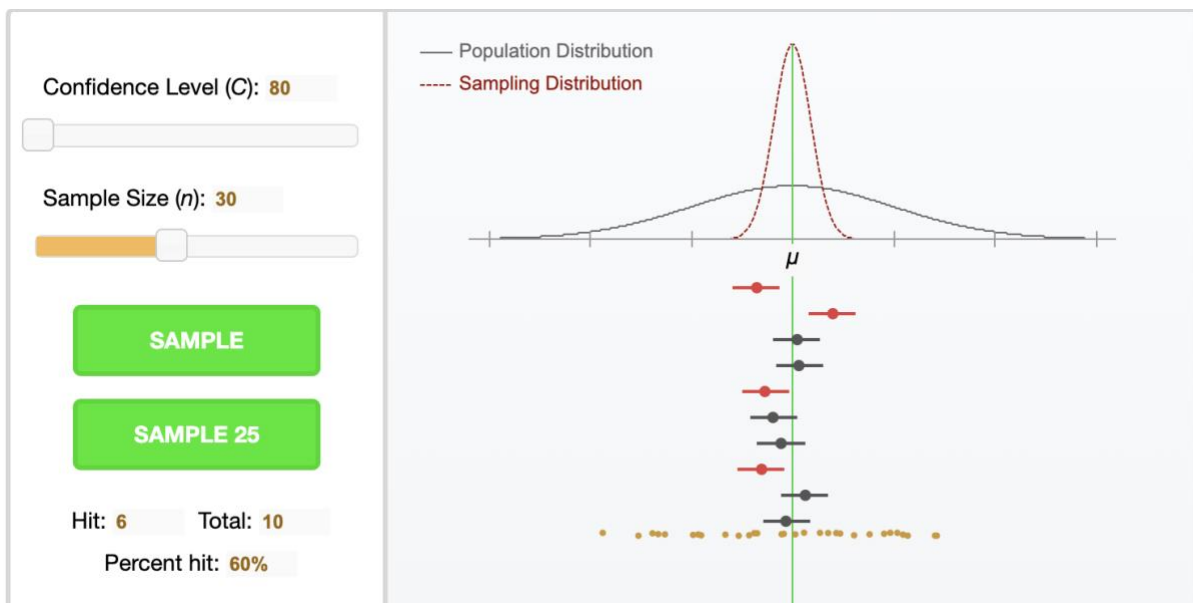 Confidence Level (C): 80
Sample Size (n): 30
SAMPLE
SAMPLE 25
Hit: 6 Total: 10
Percent hit: 60%
Population Distribution
Sampling Distribution
μ